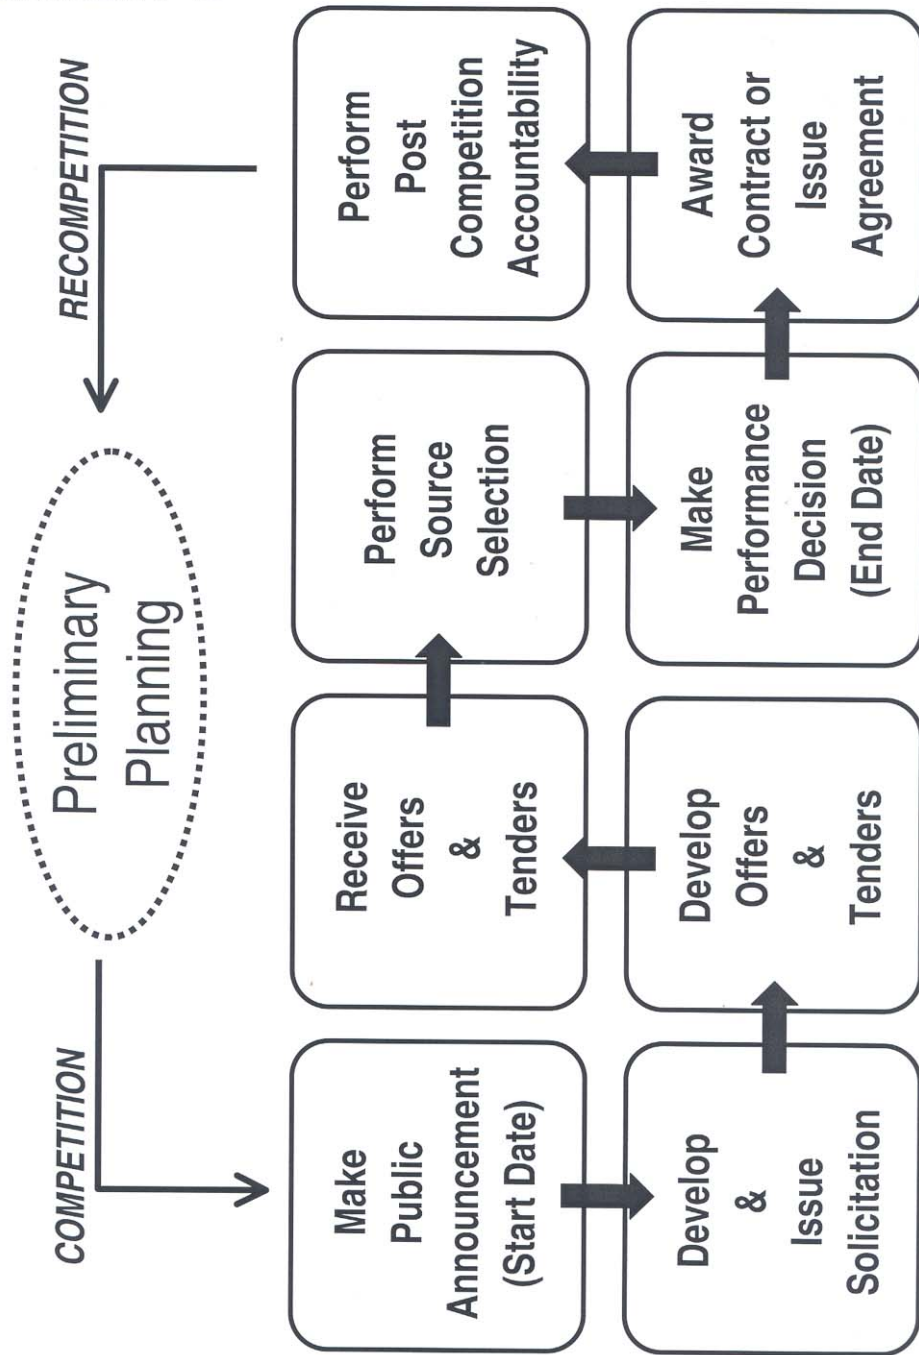 Preliminary
Planning
COMPETITION
RECOMPETITION
Make
Public
Announcement
(Start Date)
Receive
Offers
&
Tenders
Perform
Source
Selection
Perform
Post
Competition
Accountability
Develop
&
Issue
Solicitation
Develop
Offers
&
Tenders
Make
Performance
Decision
(End Date)
Award
Contract or
Issue
Agreement